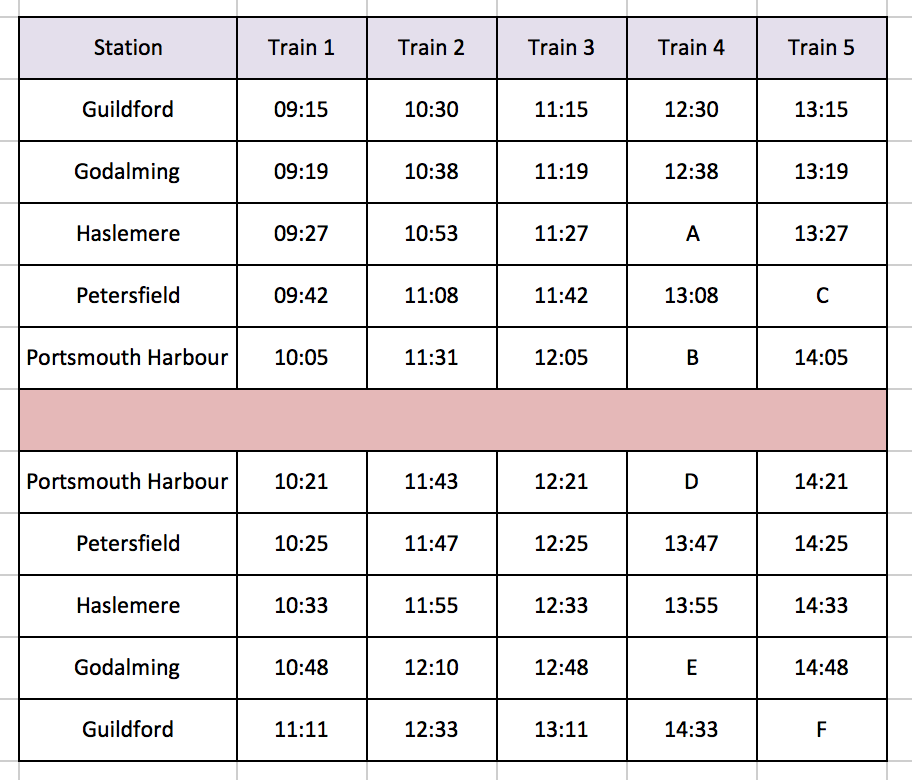 Station Train 1 Train 2 Train 3 Train 4 Train 5
Guildford 09:15 10:30 11:15 12:30 13:15
Godalming 09:19 10:38 11:19 12:38 13:19
Haslemere 09:27 10:53 11:27 A 13:27
Petersfield 09:42 11:08 11:42 13:08 C
Portsmouth Harbour 10:05 11:31 12:05 B 14:05
Portsmouth Harbour 10:21 11:43 12:21 D 14:21
Petersfield 10:25 11:47 12:25 13:47 14:25
Haslemere 10:33 11:55 12:33 13:55 14:33
Godalming 10:48 12:10 12:48 E 14:48
Guildford 11:11 12:33 13:11 14:33 F